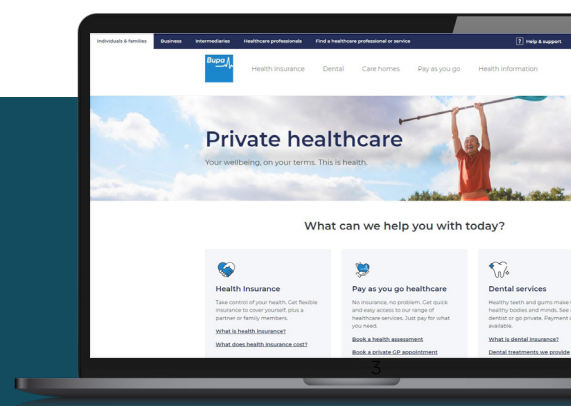 Individuals & families Business Intermediaries Healthcare professionals Find a healthcare professional or service ? Help & support
Bupa
Health Insurance Dental Care homes Pay as you go Health Information
Private healthcare
Your wellbeing, on your terms. This is health.
What can we help you with today?
Health Insurance
Take control of your health. Get flexible
insurance to cover yourself, plus a
partner or family members.
What is health insurance?
What does health insurance cost?
Pay as you go healthcare
No insurance, no problem. Get quick
and easy access to our range of
healthcare services. Just pay for what
you need.
Book a health assessment
Book a private GP appointment
Dental services
Healthy teeth and gums make
healthy bodies and minds. See
dentist or go private. Payment
available.
What is dental insurance?
Dental treatments we provide
3